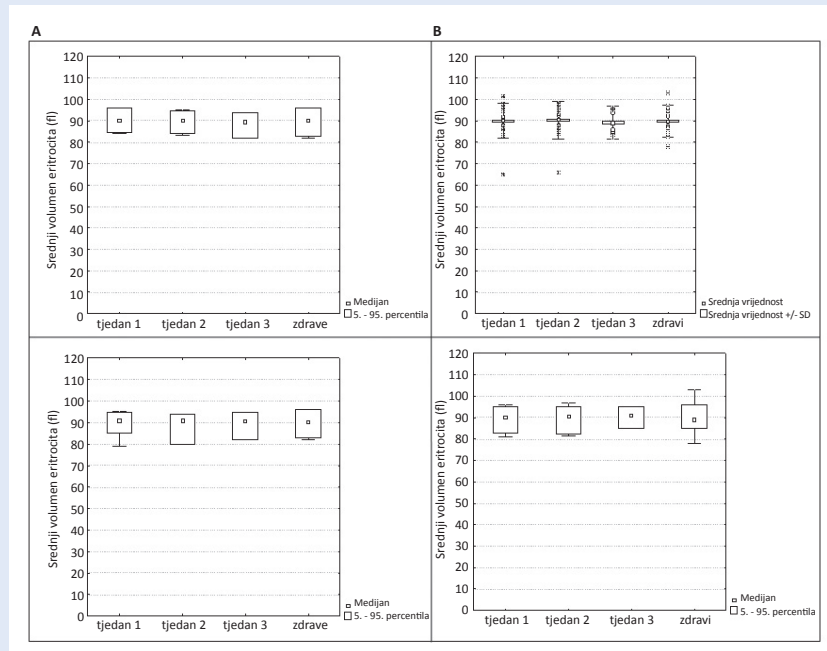 A
Srednji volumen eritrocita (fl)
120
110
100
90
80
70
60
50
40
30
20
10
0
tjedan 1 tjedan 2 tjedan 3 zdrave
Medijan
5. - 95. percentila
B
Srednji volumen eritrocita (fl)
120
110
100
90
80
70
60
50
40
30
20
10
0
tjedan 1 tjedan 2 tjedan 3 zdravi
Srednja vrijednost
Srednja vrijednost +/- SD
Srednji volumen eritrocita (fl)
120
110
100
90
80
70
60
50
40
30
20
10
0
tjedan 1 tjedan 2 tjedan 3 zdrave
Medijan
5. - 95. percentila
Srednji volumen eritrocita (fl)
120
110
100
90
80
70
60
50
40
30
20
10
0
tjedan 1 tjedan 2 tjedan 3 zdravi
Medijan
5. - 95. percentila